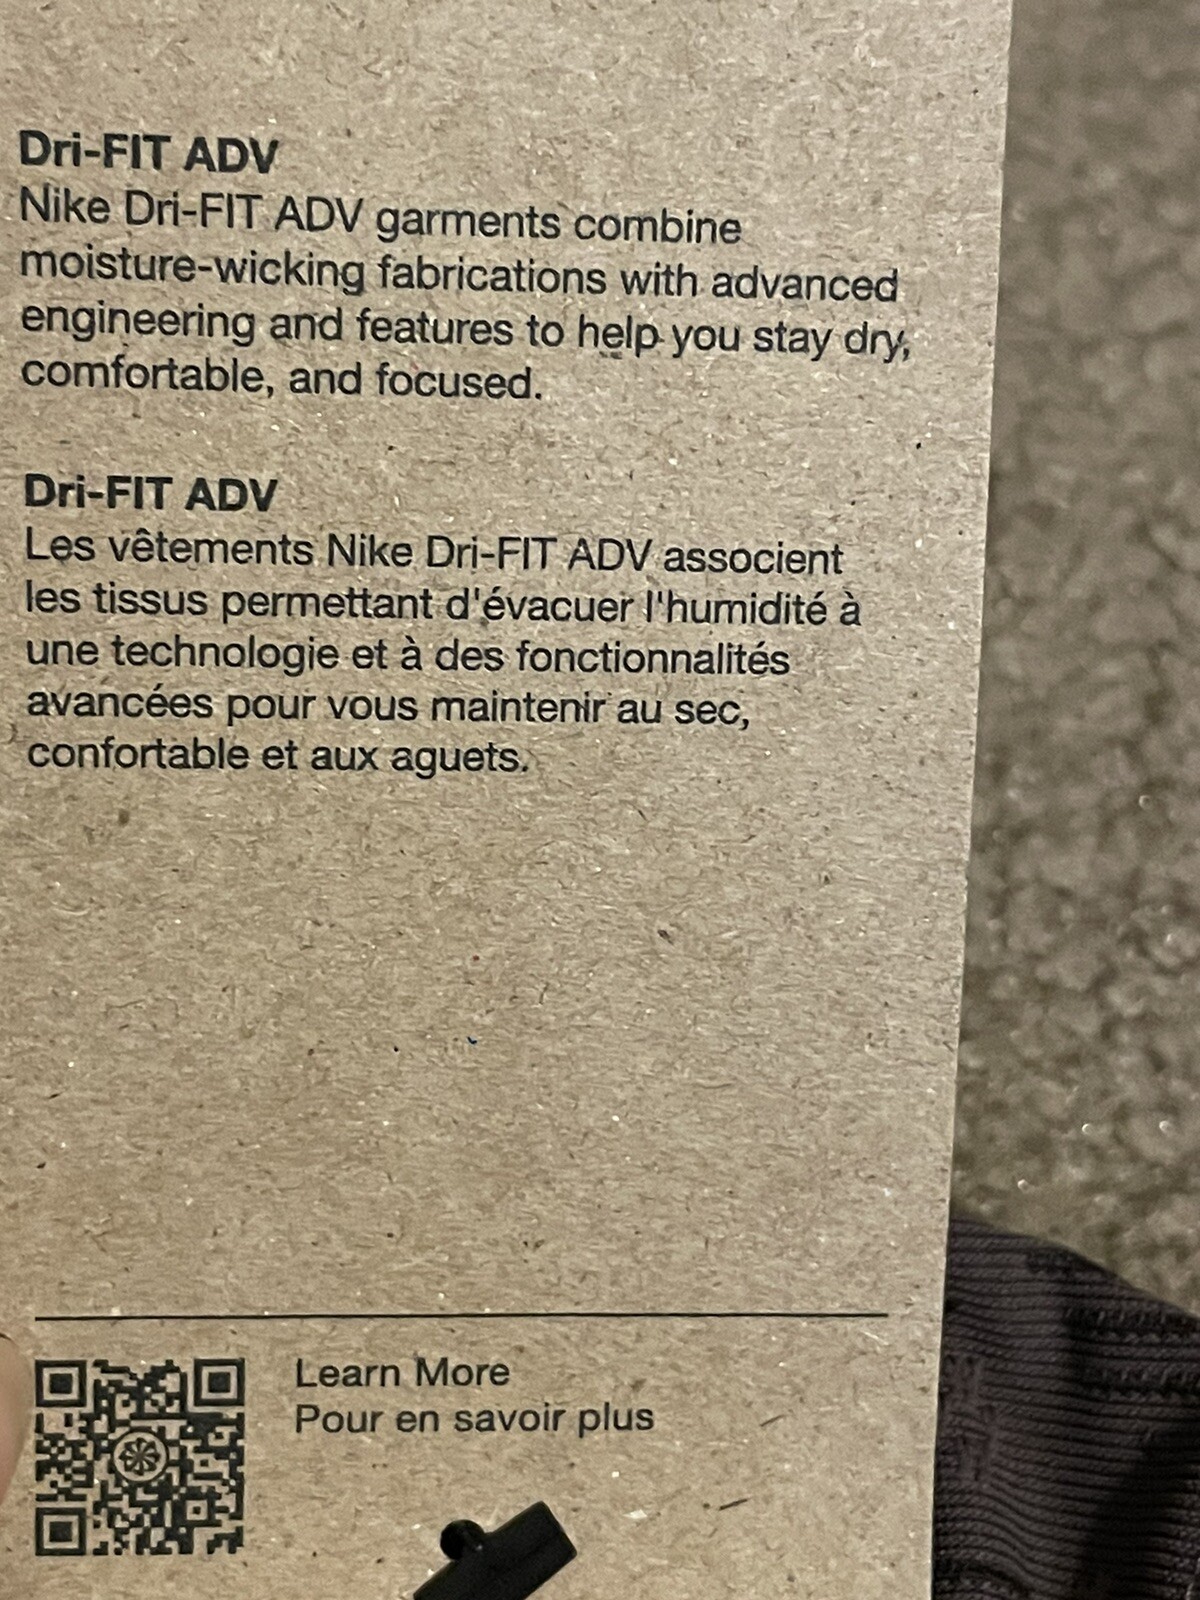 Dri-FIT ADV
Nike Dri-FIT ADV garments combine
moisture-wicking fabrications with advanced
engineering and features to help you stay dry,
comfortable, and focused.
Dri-FIT ADV
Les vêtements Nike Dri-FIT ADV associent
les tissus permettant d'évacuer l'humidité à
une technologie et à des fonctionnalités
avancées pour vous maintenir au sec,
confortable et aux aguets.
Learn More
Pour en savoir plus